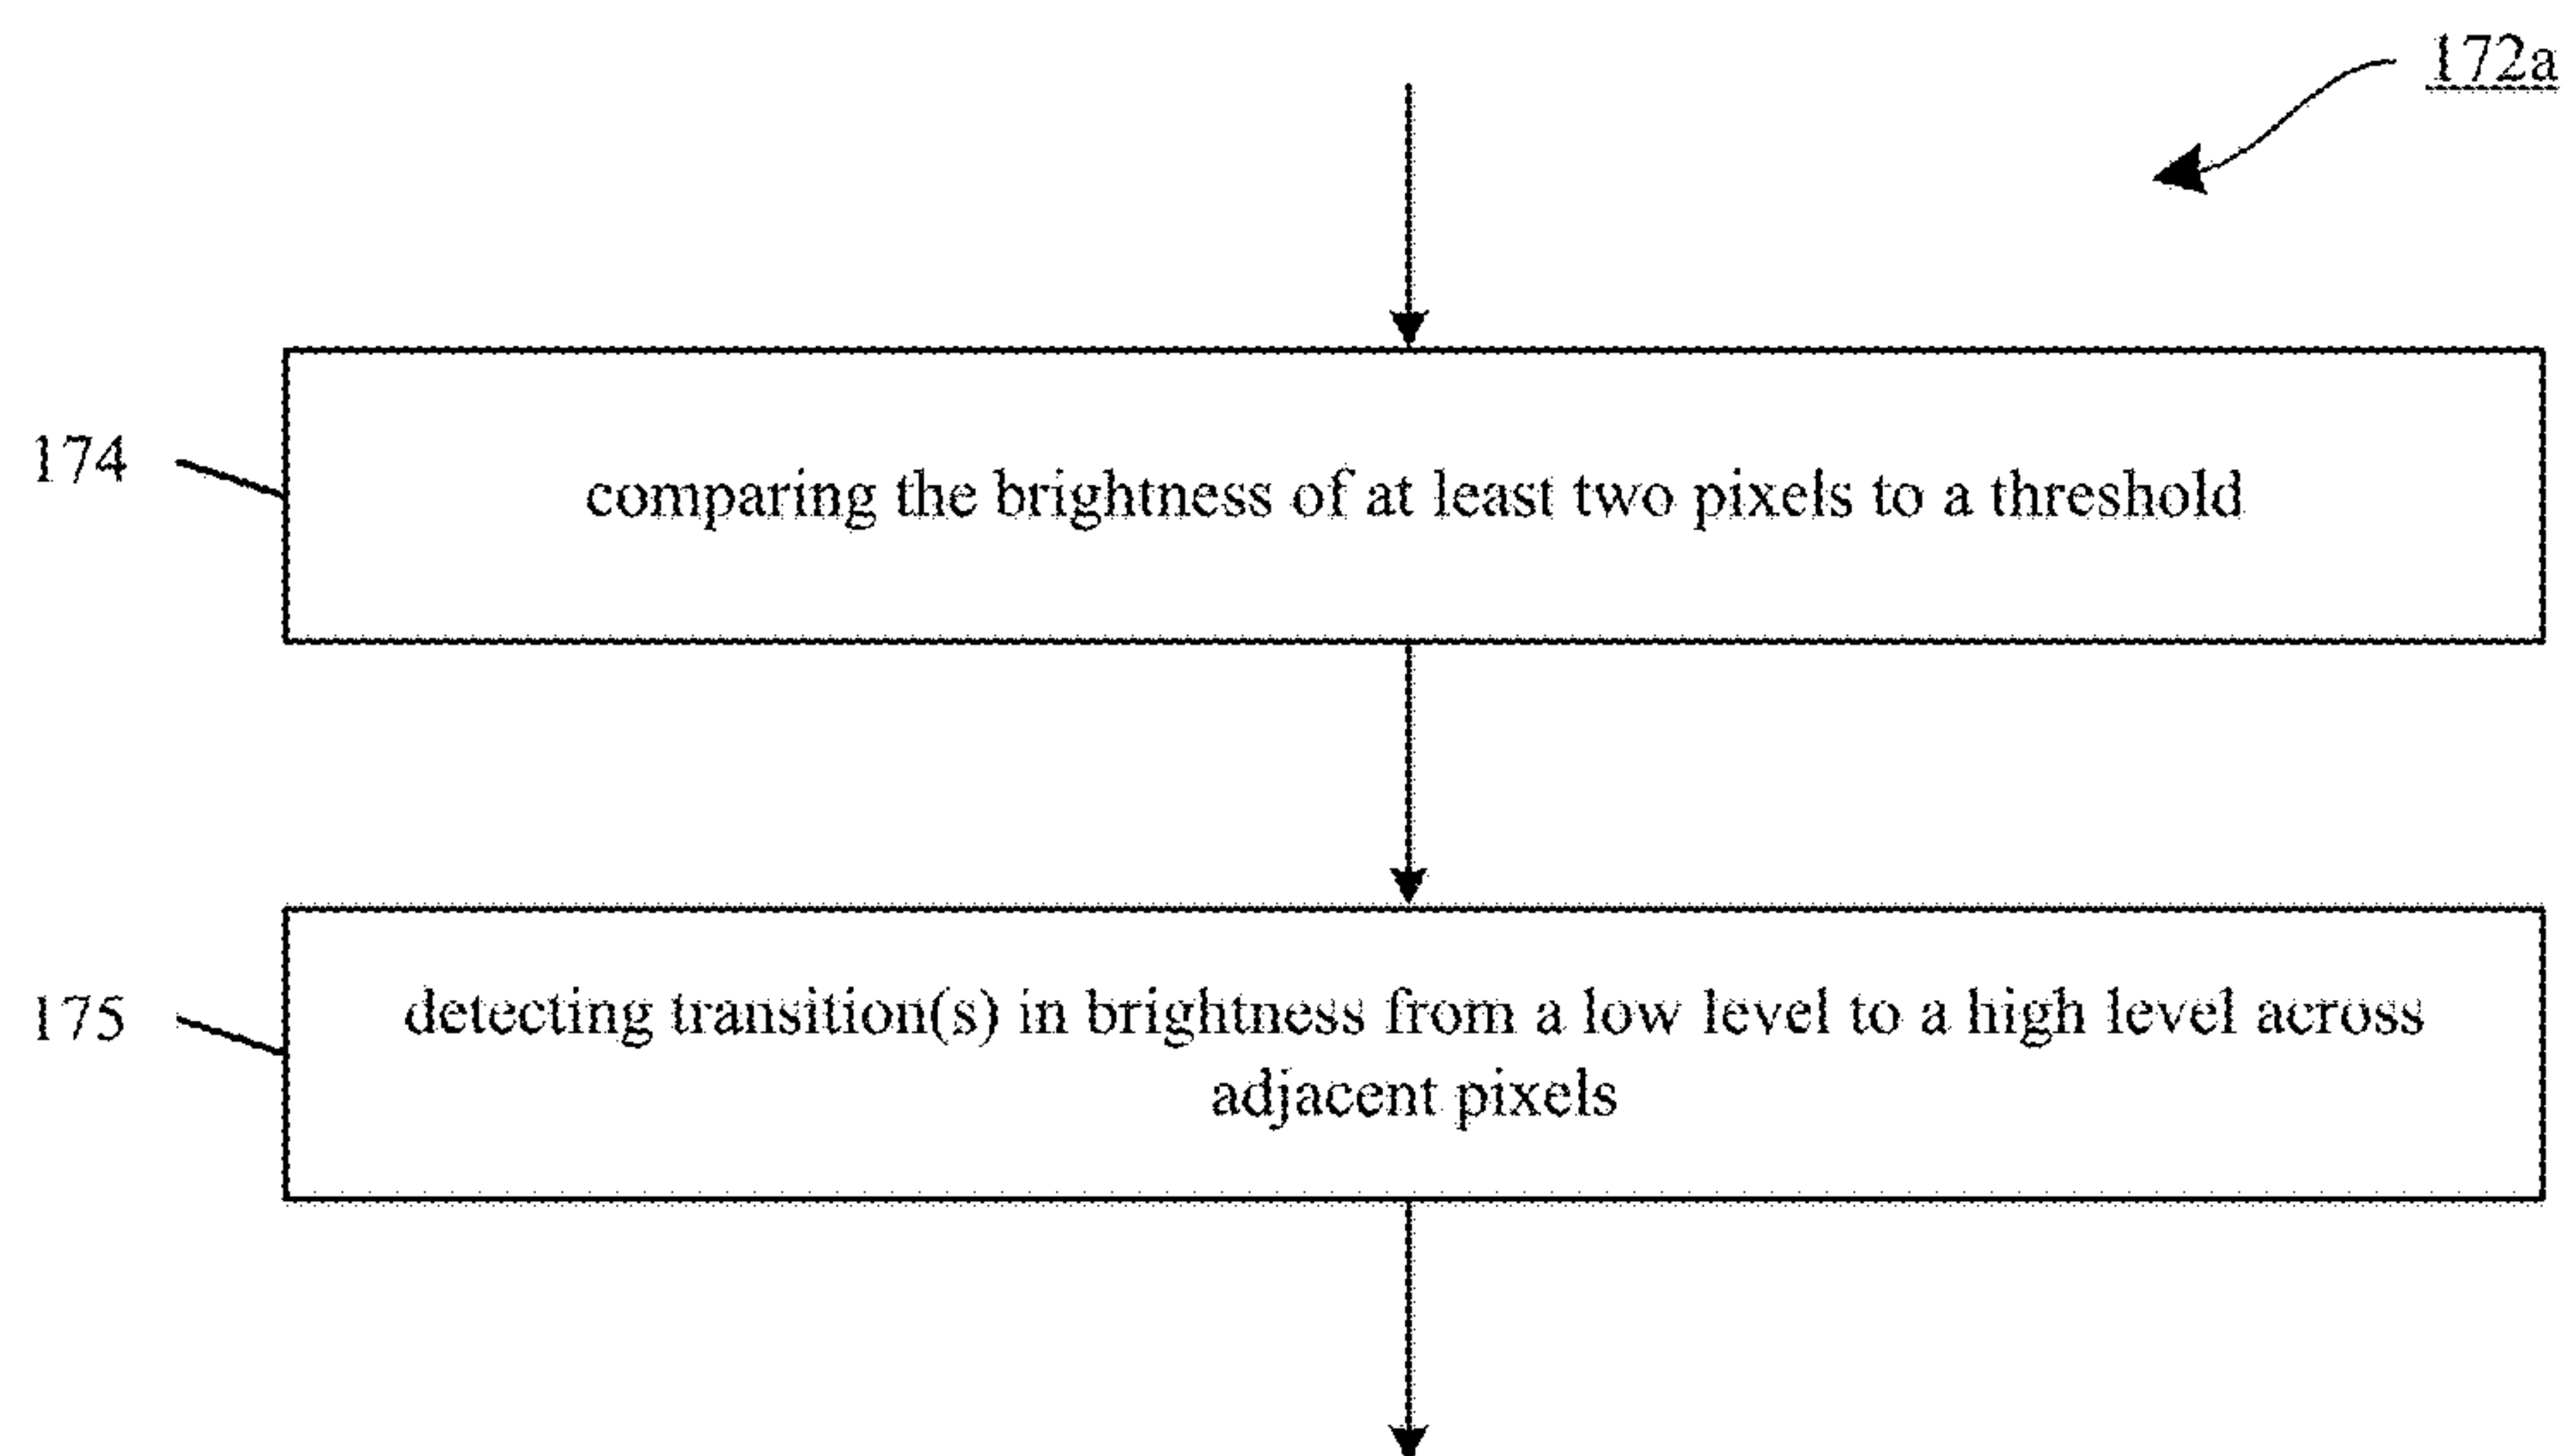 172a
174
comparing the brightness of at least two pixels to a threshold
175
detecting transition(s) in brightness from a low level to a high level across
adjacent pixels